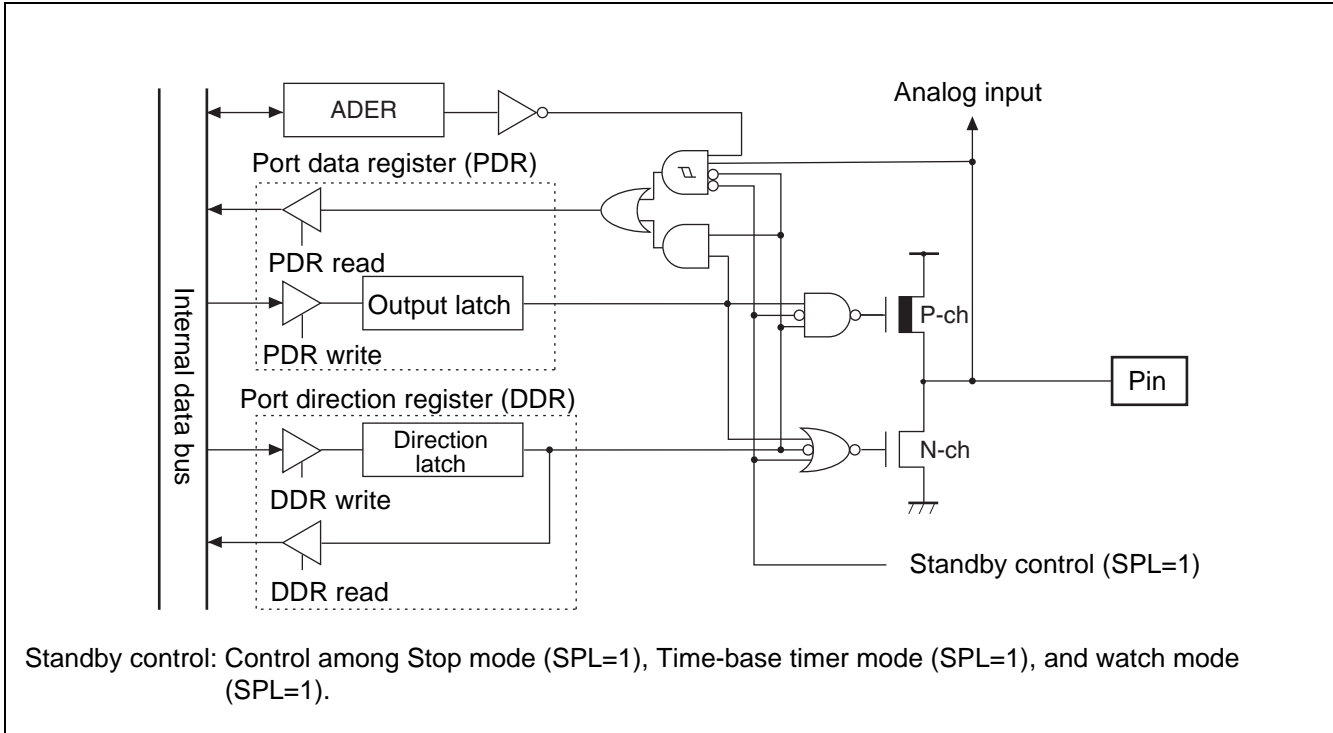 Analog input
ADER
Port data register (PDR)
PDR read
Output latch
P-ch
PDR write
Internal data bus
Pin
Port direction register (DDR)
Direction
latch
N-ch
DDR write
Standby control (SPL=1)
DDR read
Standby control: Control among Stop mode (SPL=1), Time-base timer mode (SPL=1), and watch mode
(SPL=1).